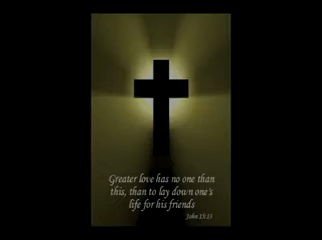 Greater love has no one than
this, than to lay down one's
life for his friends
John 15:13